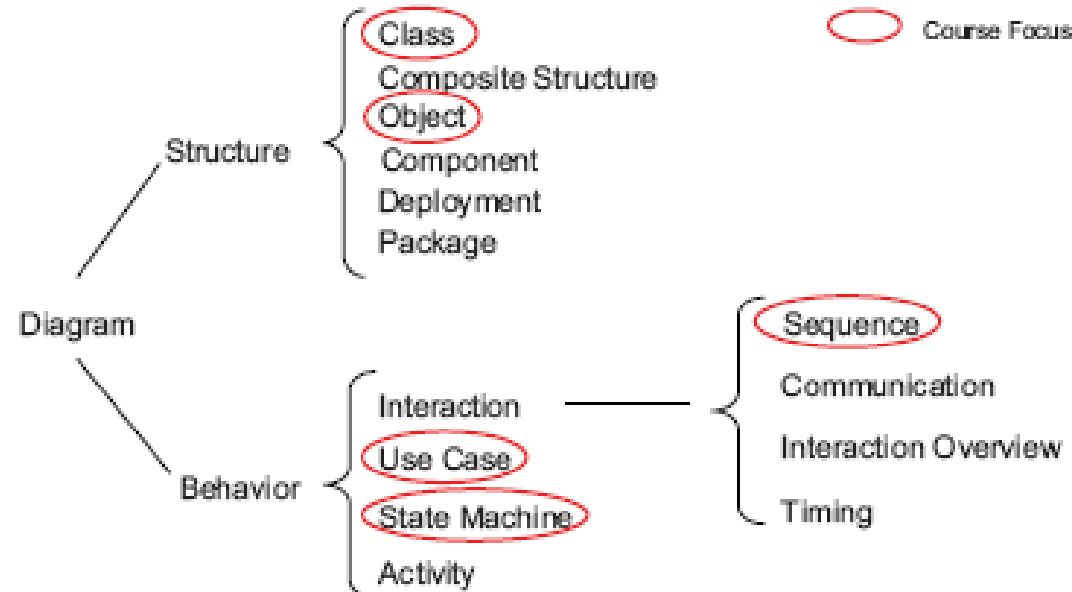 Class
Course Focus
Composite Structure
Object
Structure
Component
Deployment
Package
Diagram
Sequence
Communication
Interaction
Interaction Overview
Use Case
Behavior
State Machine
Timing
Activity